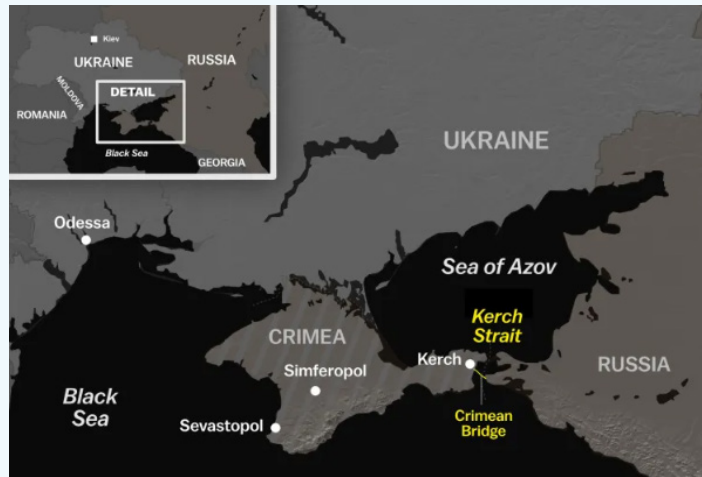 Kiev
UKRAINE
RUSSIA
MOLDOVA
DETAIL
ROMANIA
Black Sea
GEORGIA
UKRAINE
Odessa
Sea of Azov
Kerch
Strait
CRIMEA
Kerch
RUSSIA
Simferopol
Black
Sea
Sevastopol
Crimean
Bridge